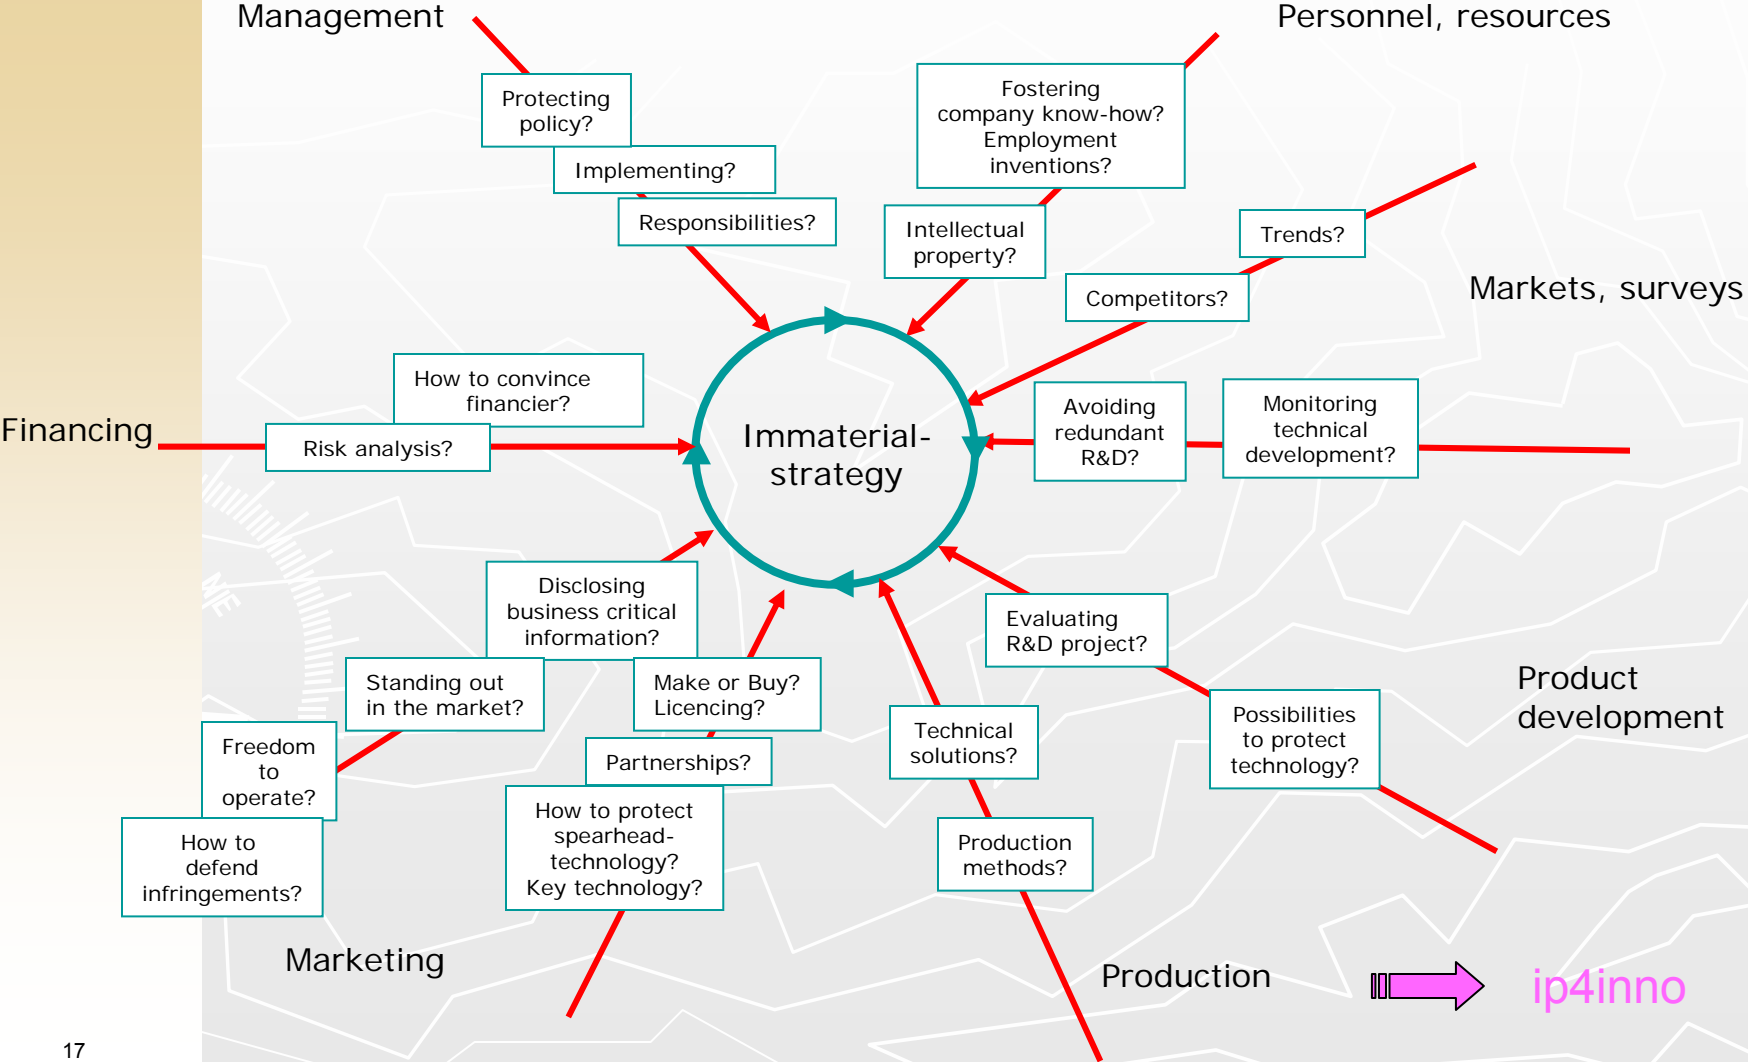 Management
Personnel, resources
Protecting
policy?
Implementing?
Responsibilities?
Fostering
company know-how?
Employment
inventions?
Intellectual
property?
Trends?
Competitors?
Markets, surveys
How to convince
financier?
Financing
Risk analysis?
Immaterial-
strategy
Avoiding
redundant
R&D?
Monitoring
technical
development?
ME
Disclosing
business critical
information?
Standing out
in the market?
Freedom
to
operate?
How to
defend
infringements?
Make or Buy?
Licencing?
Partnerships?
How to protect
spearhead-
technology?
Key technology?
Technical
solutions?
Production
methods?
Evaluating
R&D project?
Possibilities
to protect
technology?
Product
development
Marketing
Production
ip4inno
17